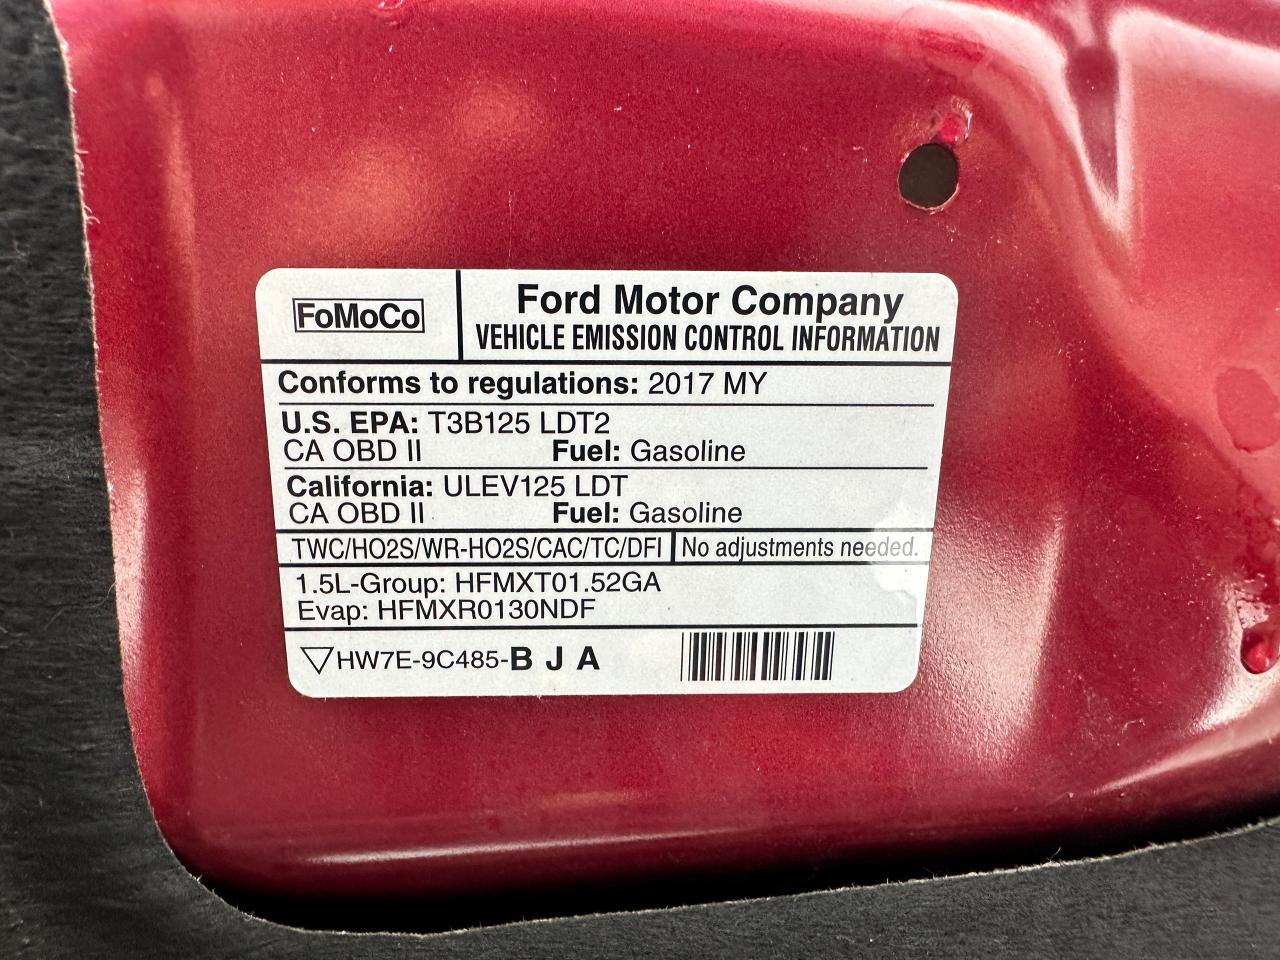 FoMoCo
Ford Motor Company
VEHICLE EMISSION CONTROL INFORMATION
Conforms to regulations: 2017 MY
U.S. EPA: T3B125 LDT2
CA OBD II Fuel: Gasoline
California: ULEV125 LDT
CA OBD II Fuel: Gasoline
TWC/HO2S/WR-HO2S/CAC/TC/DFI No adjustments needed.
1.5L-Group: HFMXT01.52GA
Evap: HFMXR0130NDF
HW7E-9C485-B J A